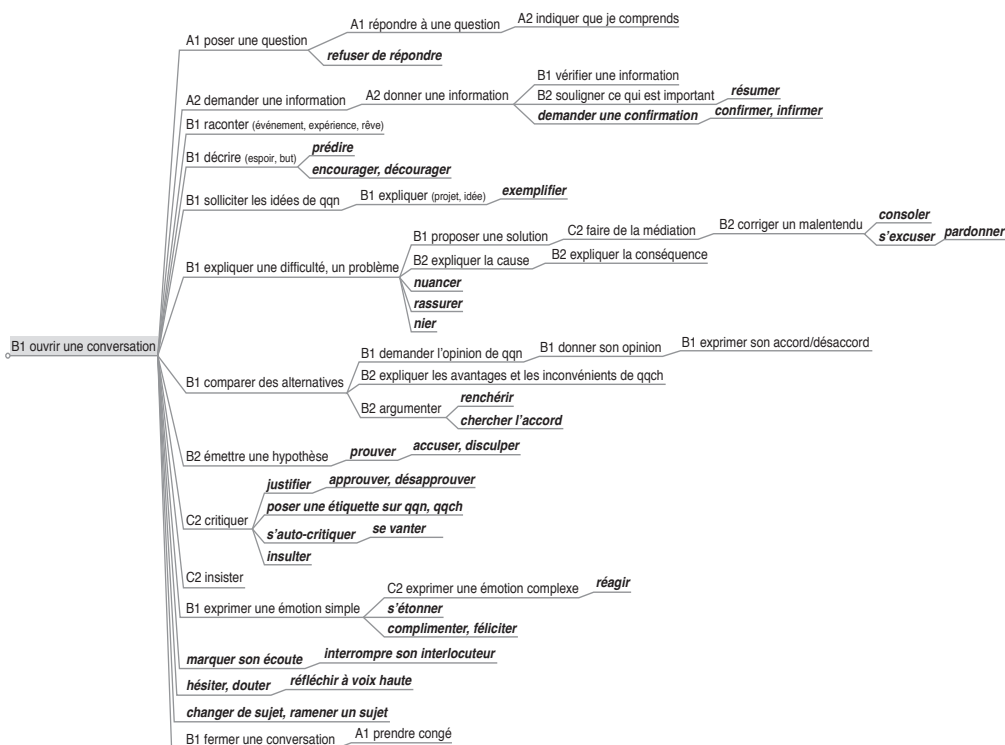 A1 poser une question
A1 répondre à une question
A2 indiquer que je comprends
refuser de répondre
A2 demander une information
A2 donner une information
B1 vérifier une information
B2 souligner ce qui est important
résumer
demander une confirmation
confirmer, infirmer
B1 raconter (événement, expérience, rêve)
B1 décrire (espoir, but)
prédire
encourager, décourager
B1 solliciter les idées de qqn
B1 expliquer (projet, idée)
exemplifier
B1 expliquer une difficulté, un problème
B1 proposer une solution
C2 faire de la médiation
B2 corriger un malentendu
consoler
s'excuser
pardonner
B2 expliquer la cause
B2 expliquer la conséquence
nuancer
rassurer
nier
B1 ouvrir une conversation
B1 comparer des alternatives
B1 demander l'opinion de qqn
B1 donner son opinion
B1 exprimer son accord/désaccord
B2 expliquer les avantages et les inconvénients de qqch
B2 argumenter
renchérir
chercher l'accord
B2 émettre une hypothèse
prouver
accuser, disculper
C2 critiquer
justifier
approuver, désapprouver
poser une étiquette sur qqn, qqch
s'auto-critiquer
se vanter
insulter
C2 insister
B1 exprimer une émotion simple
C2 exprimer une émotion complexe
réagir
s'étonner
complimenter, féliciter
marquer son écoute
interrompre son interlocuteur
hésiter, douter
réfléchir à voix haute
changer de sujet, ramener un sujet
B1 fermer une conversation
A1 prendre congé